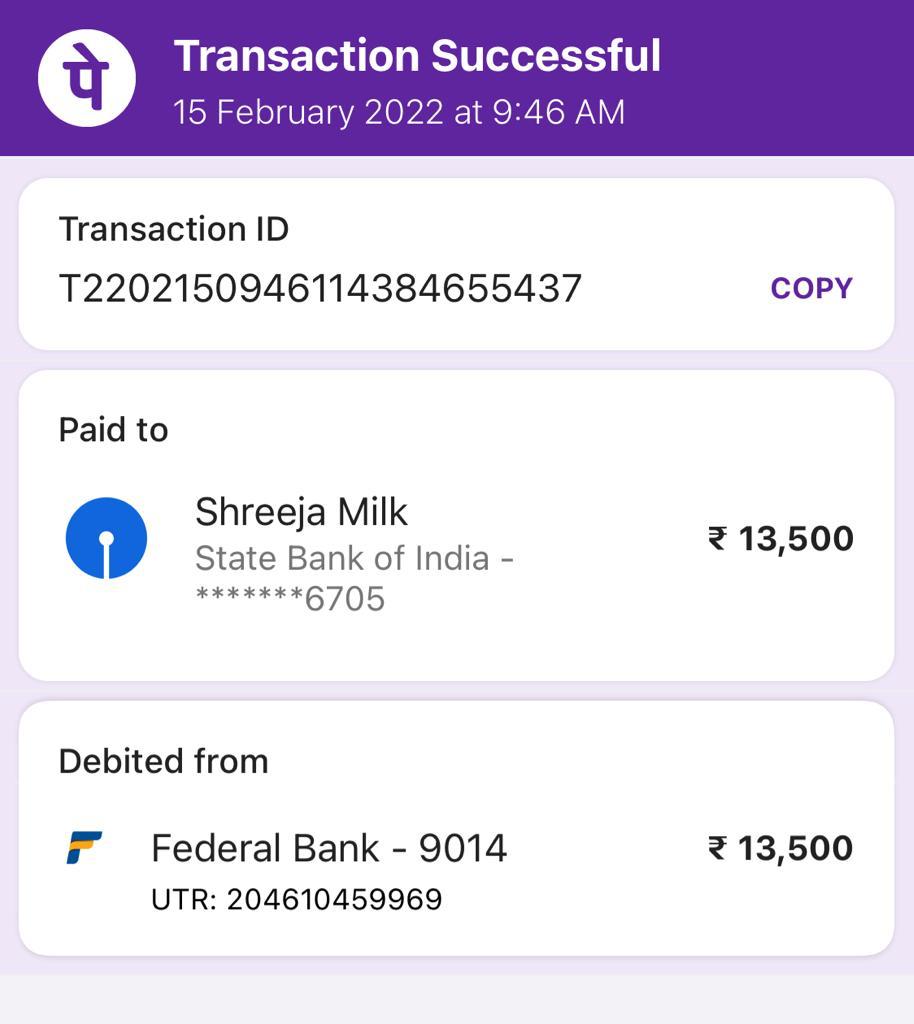 पे
Transaction Successful
15 February 2022 at 9:46 AM
Transaction ID
T2202150946114384655437
COPY
Paid to
Shreeja Milk
State Bank of India -
*******6705
₹ 13,500
Debited from
Federal Bank - 9014
₹ 13,500
UTR: 204610459969